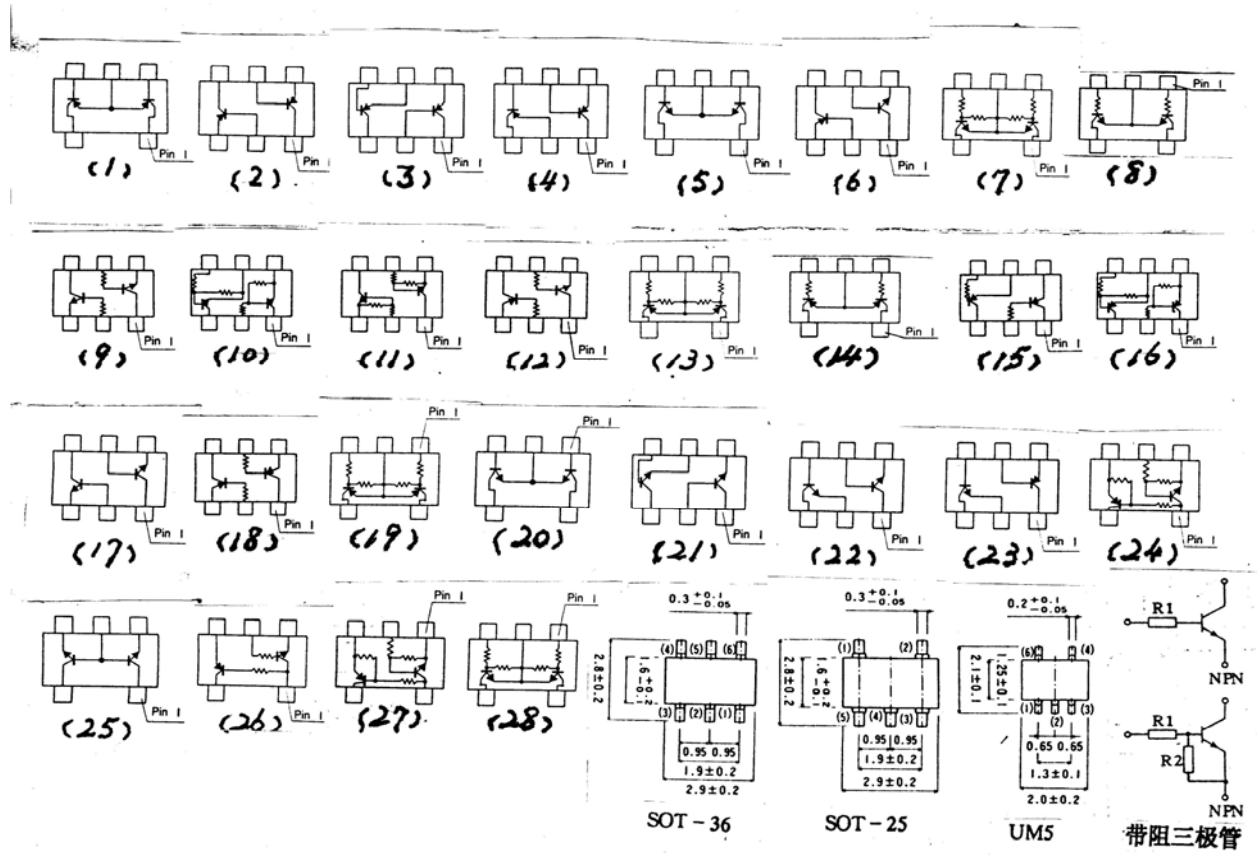 Pin 1
Pin 1
Pin 1
Pin 1
Pin 1
Pin 1
Pin 1
Pin 1
(1)
(2)
(3)
(4)
(5)
(6)
(7)
(8)
Pin 1
Pin 1
Pin 1
Pin 1
Pin 1
Pin 1
Pin 1
Pin 1
(9)
(10)
(11)
(12)
(13)
(14)
(15)
(16)
Pin 1
Pin 1
Pin 1
Pin 1
Pin 1
Pin 1
Pin 1
Pin 1
(17)
(18)
(19)
(20)
(21)
(22)
(23)
(24)
Pin 1
Pin 1
Pin 1
Pin 1
(25)
(26)
(27)
(28)
0.3 +0.1 -0.05
(4) (5) (6)
2.8±0.2
1.6 +0.2 -0.1
(3) (2) (1)
0.95 0.95
1.9±0.2
2.9±0.2
SOT-36
0.3 +0.1 -0.05
(1) (2)
2.8±0.2
1.6 +0.2 -0.1
(5) (4) (3)
0.95 0.95
1.9±0.2
2.9±0.2
SOT-25
0.2 +0.1 -0.05
(6) (4)
2.1±0.1
1.25±0.1
(1) (2) (3)
0.65 0.65
1.3±0.1
2.0±0.2
UM5
R1
NPN
R1
R2
NPN
带阻三极管